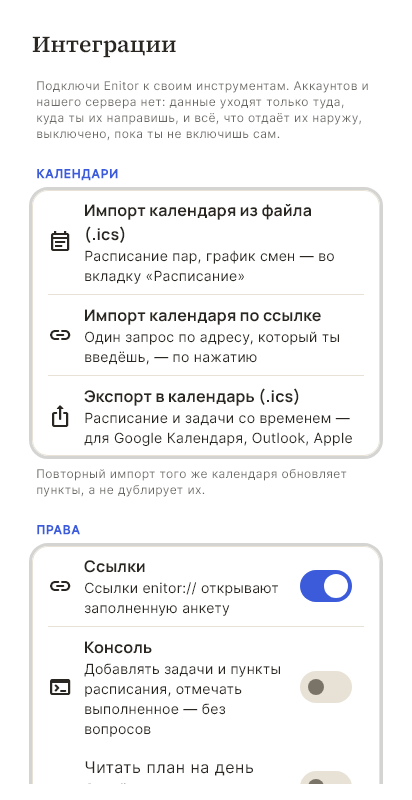 Интеграции
Подключи Enitor к своим инструментам. Аккаунтов и
нашего сервера нет: данные уходят только туда,
куда ты их направишь, и всё, что отдаёт их наружу,
выключено, пока ты не включишь сам.
КАЛЕНДАРИ
Импорт календаря из файла
(.ics)
Расписание пар, график смен — во
вкладку «Расписание»
Импорт календаря по ссылке
Один запрос по адресу, который ты
введёшь, — по нажатию
Экспорт в календарь (.ics)
Расписание и задачи со временем —
для Google Календаря, Outlook, Apple
Повторный импорт того же календаря обновляет
пункты, а не дублирует их.
ПРАВА
Ссылки
Ссылки enitor:// открывают
заполненную анкету
Консоль
Добавлять задачи и пункты
расписания, отмечать
выполненное — без
вопросов
Читать план на день